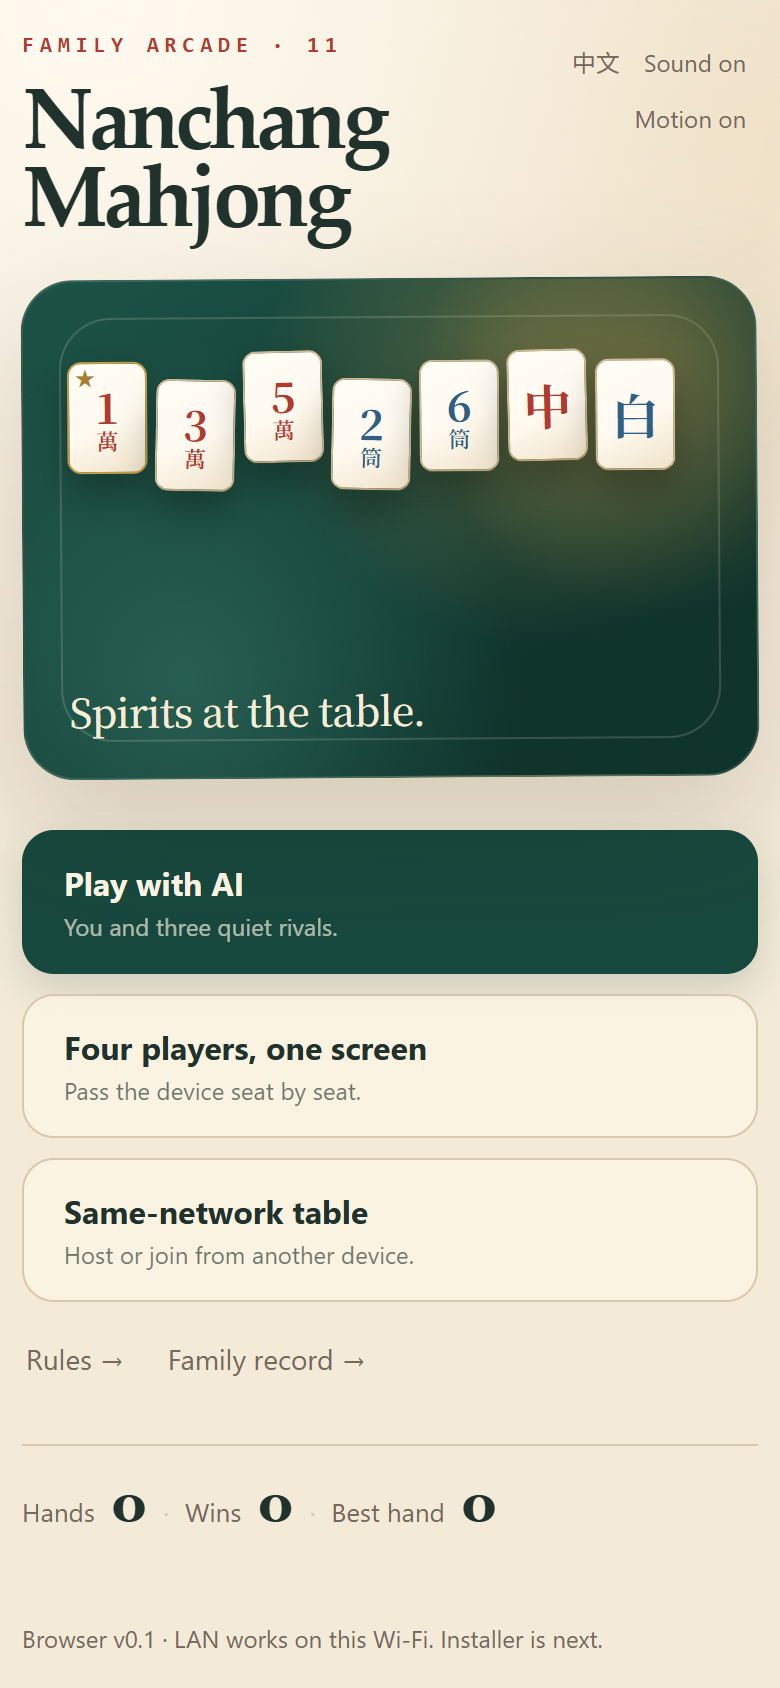 FAMILY ARCADE · 11
中文 Sound on
Motion on
Nanchang
Mahjong
★
1
萬
3
萬
5
萬
2
筒
6
筒
中
白
Spirits at the table.
Play with AI
You and three quiet rivals.
Four players, one screen
Pass the device seat by seat.
Same-network table
Host or join from another device.
Rules → Family record →
Hands 0 · Wins 0 · Best hand 0
Browser v0.1 · LAN works on this Wi-Fi. Installer is next.